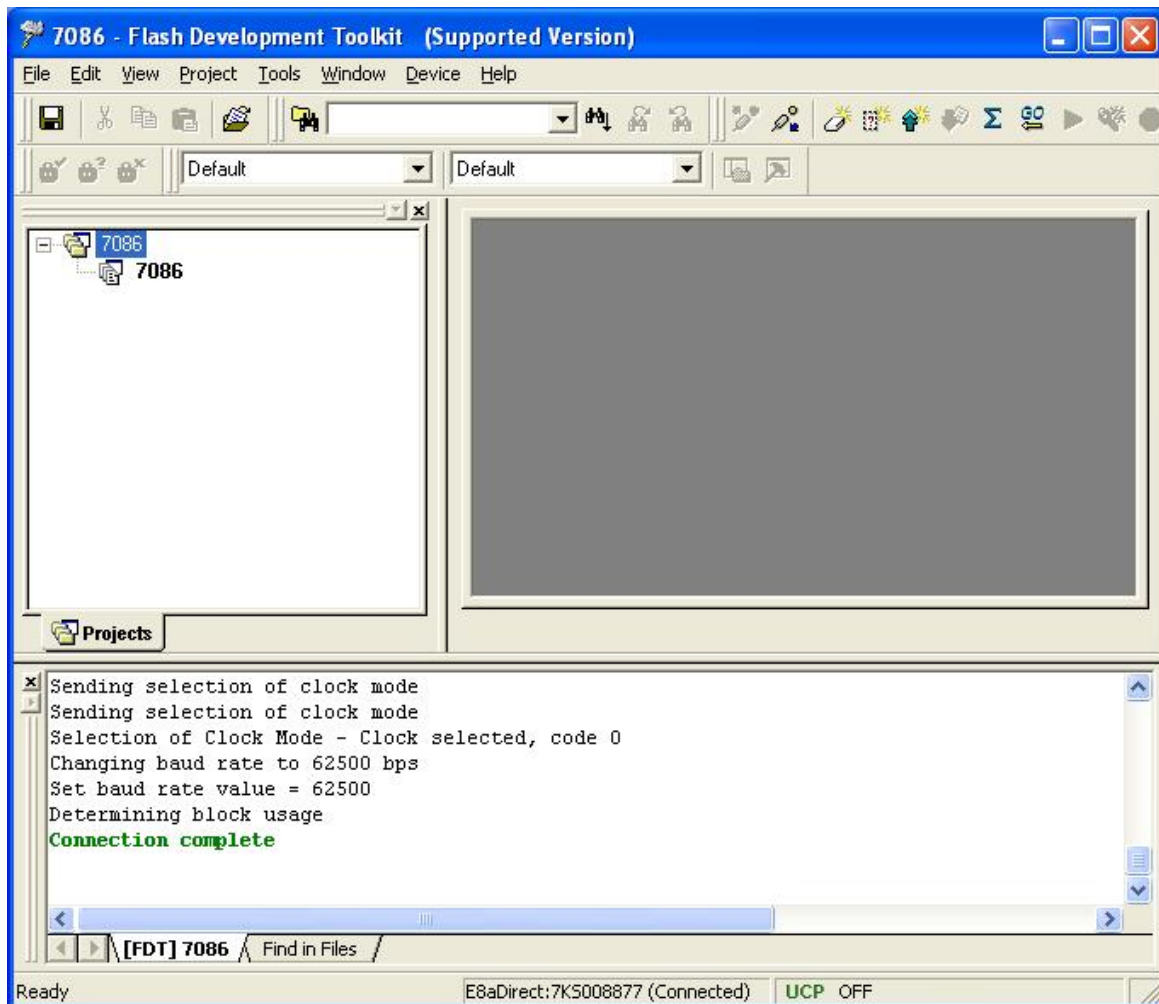 7086 - Flash Development Toolkit (Supported Version)
File Edit View Project Tools Window Device Help
GO
Default Default
7086
7086
Projects
Sending selection of clock mode
Sending selection of clock mode
Selection of Clock Mode - Clock selected, code 0
Changing baud rate to 62500 bps
Set baud rate value = 62500
Determining block usage
Connection complete
[FDT] 7086 Find in Files
Ready E8aDirect:7KS008877 (Connected) UCP OFF